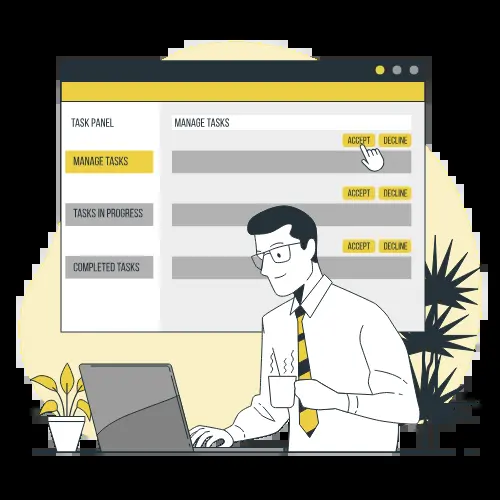 TASK PANEL
MANAGE TASKS
TASKS IN PROGRESS
COMPLETED TASKS
MANAGE TASKS
ACCEPT DECLINE
ACCEPT DECLINE
ACCEPT DECLINE